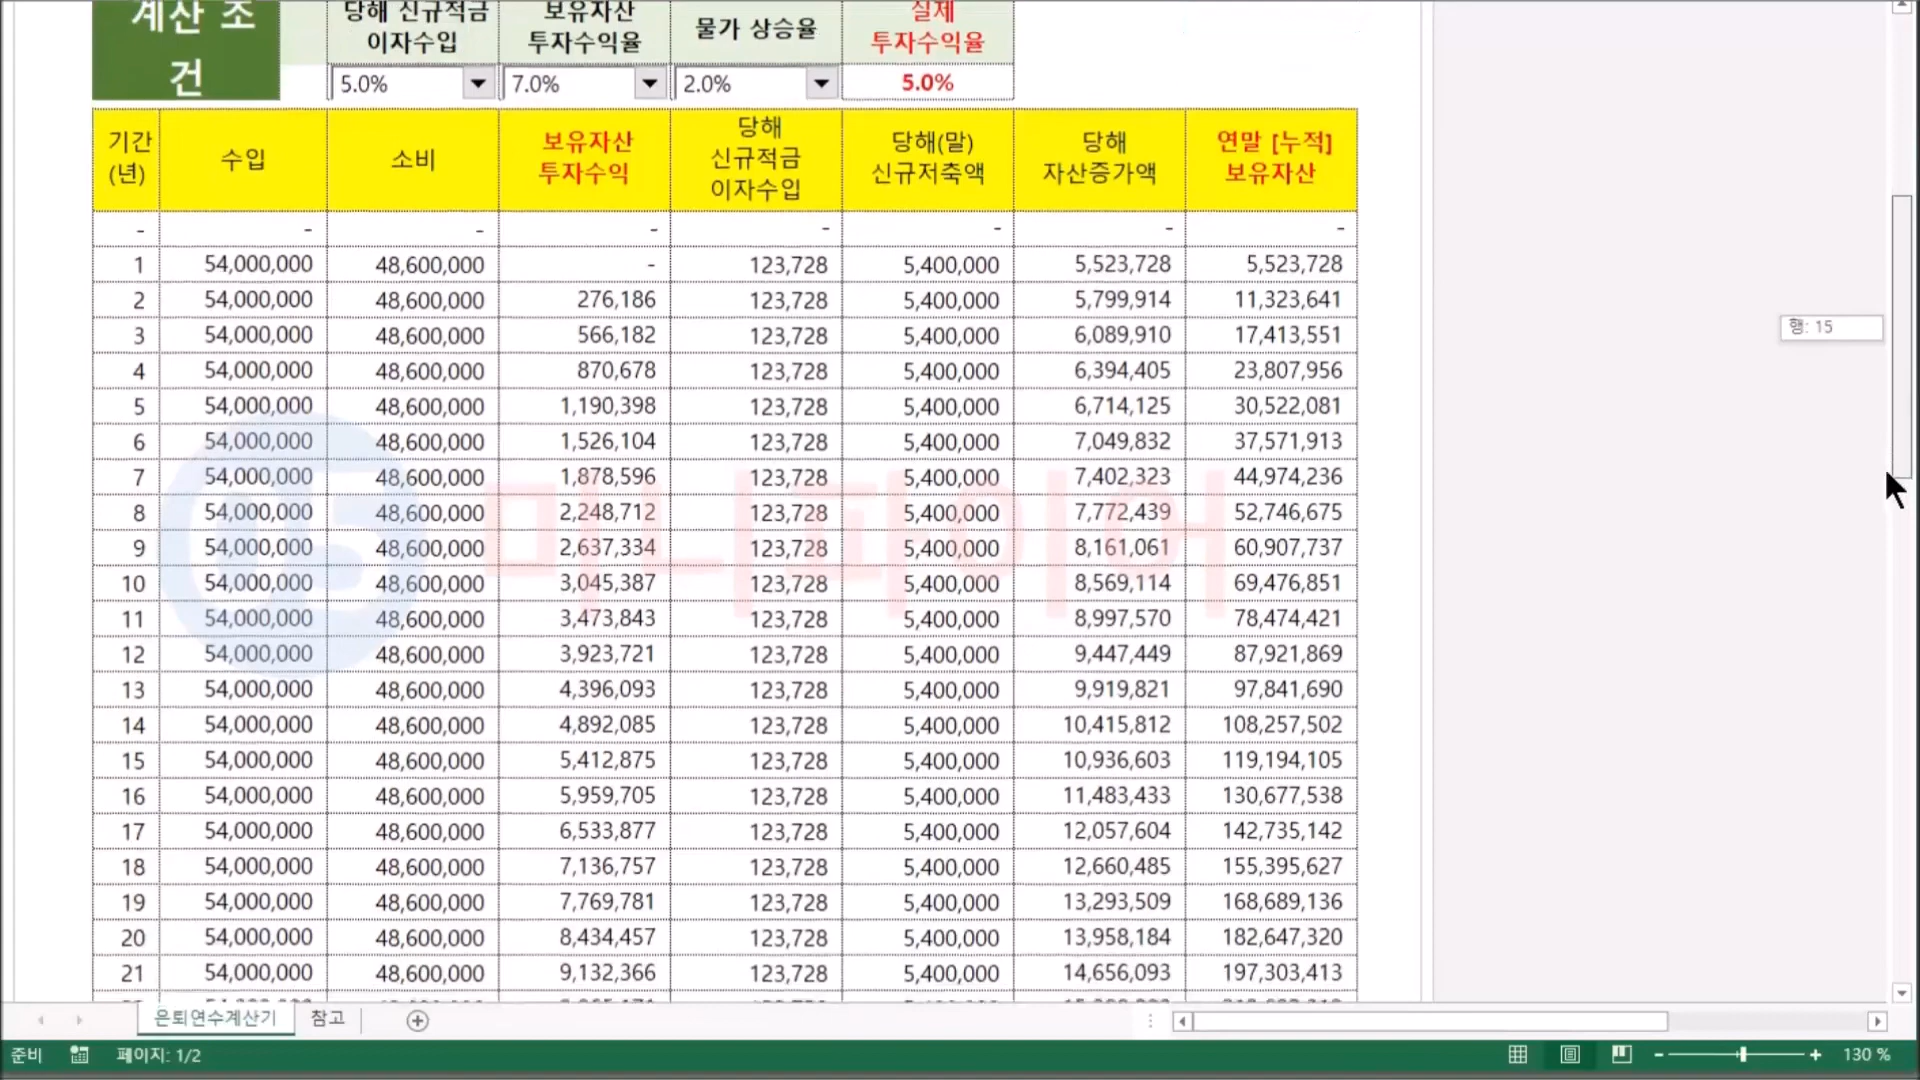 계산 조
건
당해 신규적금
이자수입
보유자산
투자수익율
물가 상승율
실제
투자수익율
5.0%
7.0%
2.0%
5.0%
기간
(년)
수입
소비
보유자산
투자수익
당해
신규적금
이자수입
당해(말)
신규저축액
당해
자산증가액
연말 [누적]
보유자산
- - - - - - - -
1 54,000,000 48,600,000 - 123,728 5,400,000 5,523,728 5,523,728
2 54,000,000 48,600,000 276,186 123,728 5,400,000 5,799,914 11,323,641
3 54,000,000 48,600,000 566,182 123,728 5,400,000 6,089,910 17,413,551
4 54,000,000 48,600,000 870,678 123,728 5,400,000 6,394,405 23,807,956
5 54,000,000 48,600,000 1,190,398 123,728 5,400,000 6,714,125 30,522,081
6 54,000,000 48,600,000 1,526,104 123,728 5,400,000 7,049,832 37,571,913
7 54,000,000 48,600,000 1,878,596 123,728 5,400,000 7,402,323 44,974,236
8 54,000,000 48,600,000 2,248,712 123,728 5,400,000 7,772,439 52,746,675
9 54,000,000 48,600,000 2,637,334 123,728 5,400,000 8,161,061 60,907,737
10 54,000,000 48,600,000 3,045,387 123,728 5,400,000 8,569,114 69,476,851
11 54,000,000 48,600,000 3,473,843 123,728 5,400,000 8,997,570 78,474,421
12 54,000,000 48,600,000 3,923,721 123,728 5,400,000 9,447,449 87,921,869
13 54,000,000 48,600,000 4,396,093 123,728 5,400,000 9,919,821 97,841,690
14 54,000,000 48,600,000 4,892,085 123,728 5,400,000 10,415,812 108,257,502
15 54,000,000 48,600,000 5,412,875 123,728 5,400,000 10,936,603 119,194,105
16 54,000,000 48,600,000 5,959,705 123,728 5,400,000 11,483,433 130,677,538
17 54,000,000 48,600,000 6,533,877 123,728 5,400,000 12,057,604 142,735,142
18 54,000,000 48,600,000 7,136,757 123,728 5,400,000 12,660,485 155,395,627
19 54,000,000 48,600,000 7,769,781 123,728 5,400,000 13,293,509 168,689,136
20 54,000,000 48,600,000 8,434,457 123,728 5,400,000 13,958,184 182,647,320
21 54,000,000 48,600,000 9,132,366 123,728 5,400,000 14,656,093 197,303,413
미니파이어
행: 15
은퇴연수계산기 참고
준비 페이지: 1/2 130 %